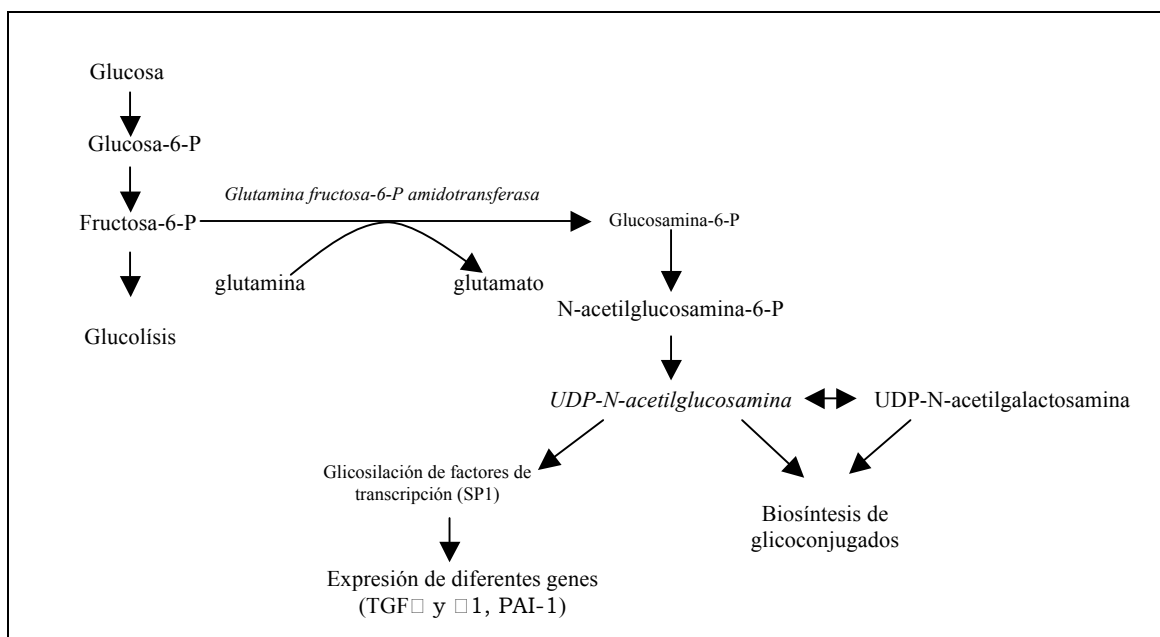 Glucosa
Glucosa-6-P
Glutamina fructosa-6-P amidotransferasa
Fructosa-6-P
Glucosamina-6-P
glutamina
glutamato
N-acetilglucosamina-6-P
Glucolísis
UDP-N-acetilglucosamina
UDP-N-acetilgalactosamina
Glicosilación de factores de
transcripción (SP1)
Biosíntesis de
glicoconjugados
Expresión de diferentes genes
(TGF□ y □1, PAI-1)